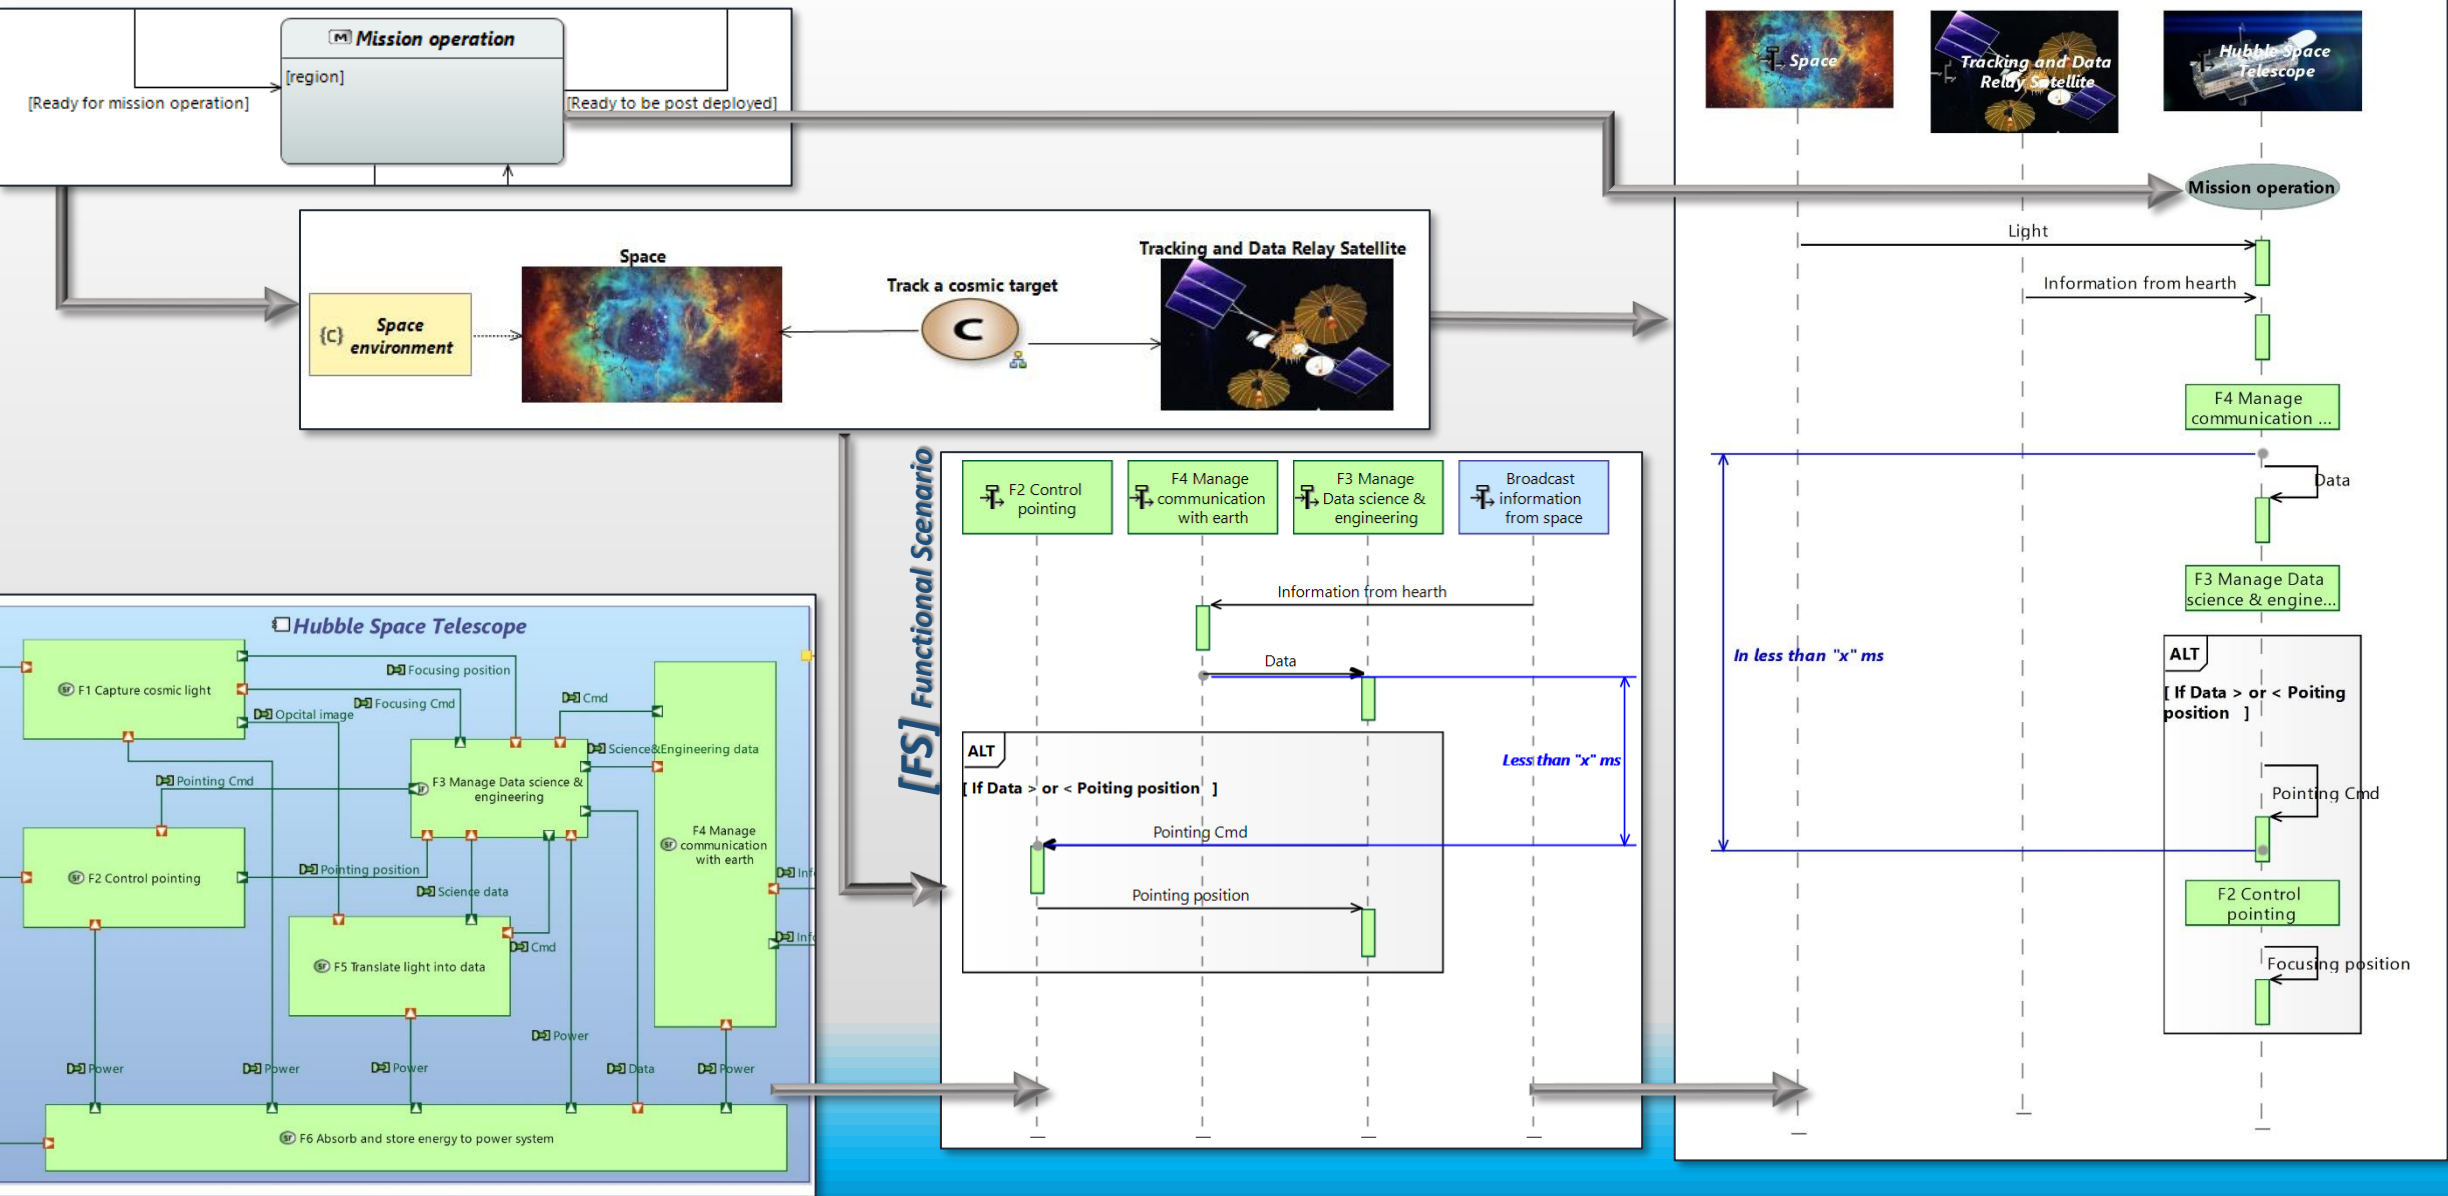 Mission operation
[region]
[Ready for mission operation]
[Ready to be post deployed]
Space
environment
{C}
Space
Track a cosmic target
C
Tracking and Data Relay Satellite
Hubble Space Telescope
F1 Capture cosmic light
Focusing position
Focusing Cmd
Opcital image
Cmd
Science&Engineering data
Pointing Cmd
F3 Manage Data science &
engineering
F4 Manage
communication
with earth
F2 Control pointing
Pointing position
Science data
Cmd
F5 Translate light into data
Power
Power
Power
Power
Data
Power
F6 Absorb and store energy to power system
[FS] Functional Scenario
F2 Control
pointing
F4 Manage
communication
with earth
F3 Manage
Data science &
engineering
Broadcast
information
from space
Information from hearth
Data
Less than "x" ms
ALT
[ If Data > or < Poiting position ]
Pointing Cmd
Pointing position
Space
Tracking and Data
Relay Satellite
Hubble Space
Telescope
Mission operation
Light
Information from hearth
F4 Manage
communication ...
Data
F3 Manage Data
science & engine...
In less than "x" ms
ALT
[ If Data > or < Poiting
position ]
Pointing Cmd
F2 Control
pointing
Focusing position